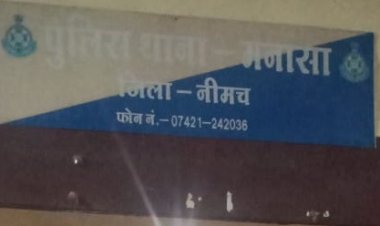 पुलिस थाना - मनासा
जिला - नीमच
फोन नं.- 07421-242036